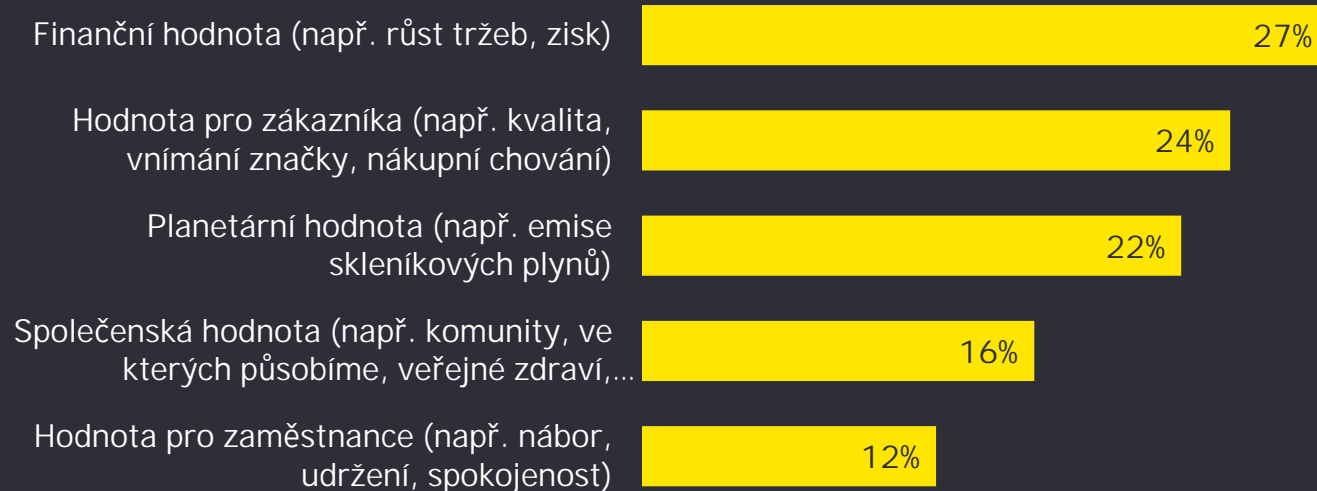 Finanční hodnota (např. růst tržeb, zisk)
27%
Hodnota pro zákazníka (např. kvalita,
vnímání značky, nákupní chování)
24%
Planetární hodnota (např. emise
skleníkových plynů)
22%
Společenská hodnota (např. komunity, ve
kterých působíme, veřejné zdraví,...
16%
Hodnota pro zaměstnance (např. nábor,
udržení, spokojenost)
12%